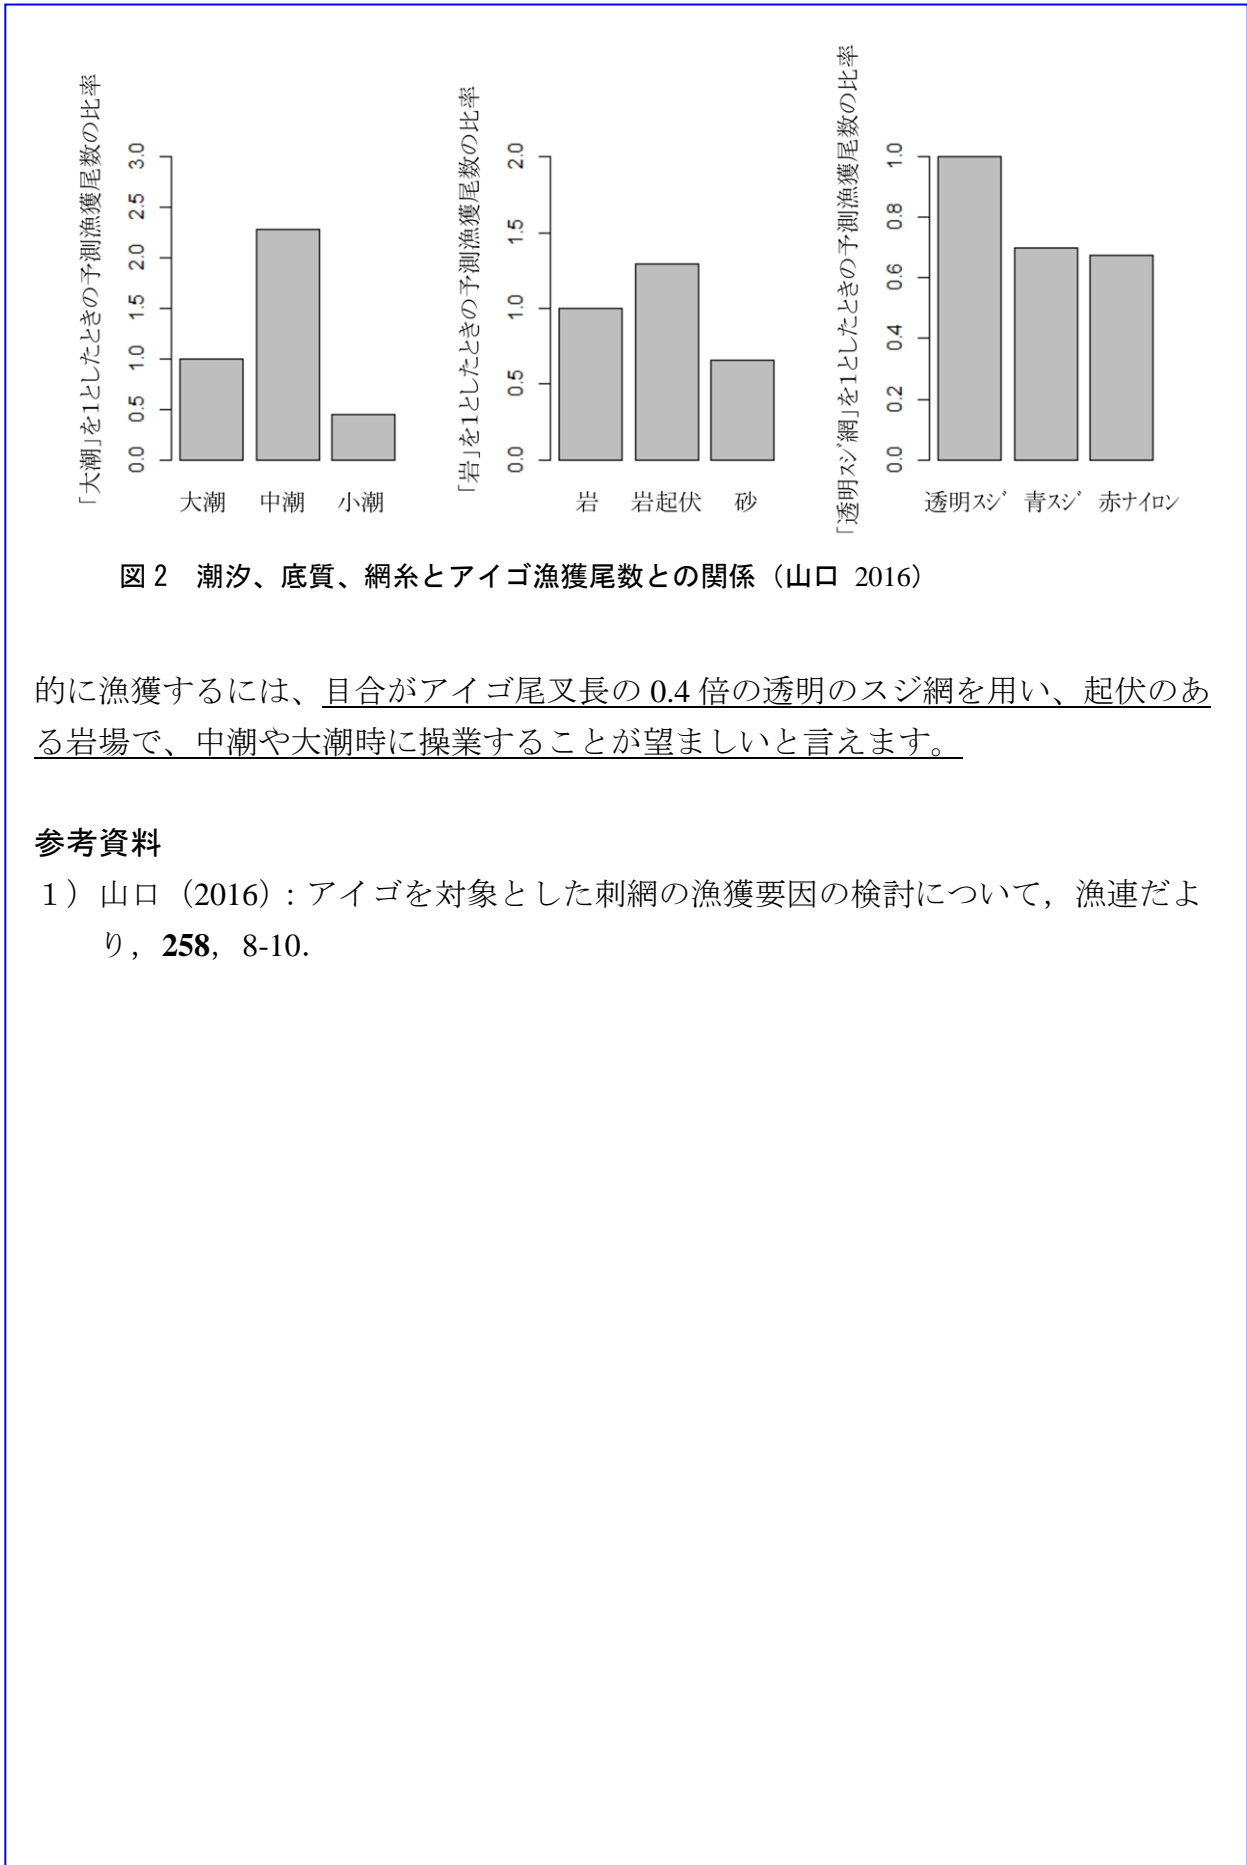 「大潮」を1としたときの予測漁獲尾数の比率
3.0
2.5
2.0
1.5
1.0
0.5
0.0
大潮 中潮 小潮
「岩」を1としたときの予測漁獲尾数の比率
2.0
1.5
1.0
0.5
0.0
岩 岩起伏 砂
「透明スジ網」を1としたときの予測漁獲尾数の比率
1.0
0.8
0.6
0.4
0.2
0.0
透明スジ 青スジ 赤ナイロン
図2 潮汐、底質、網糸とアイゴ漁獲尾数との関係（山口 2016）
的に漁獲するには、目合がアイゴ尾叉長の 0.4 倍の透明のスジ網を用い、起伏のあ
る岩場で、中潮や大潮時に操業することが望ましいと言えます。
参考資料
１）山口（2016）: アイゴを対象とした刺網の漁獲要因の検討について，漁連だよ
り，258，8-10.